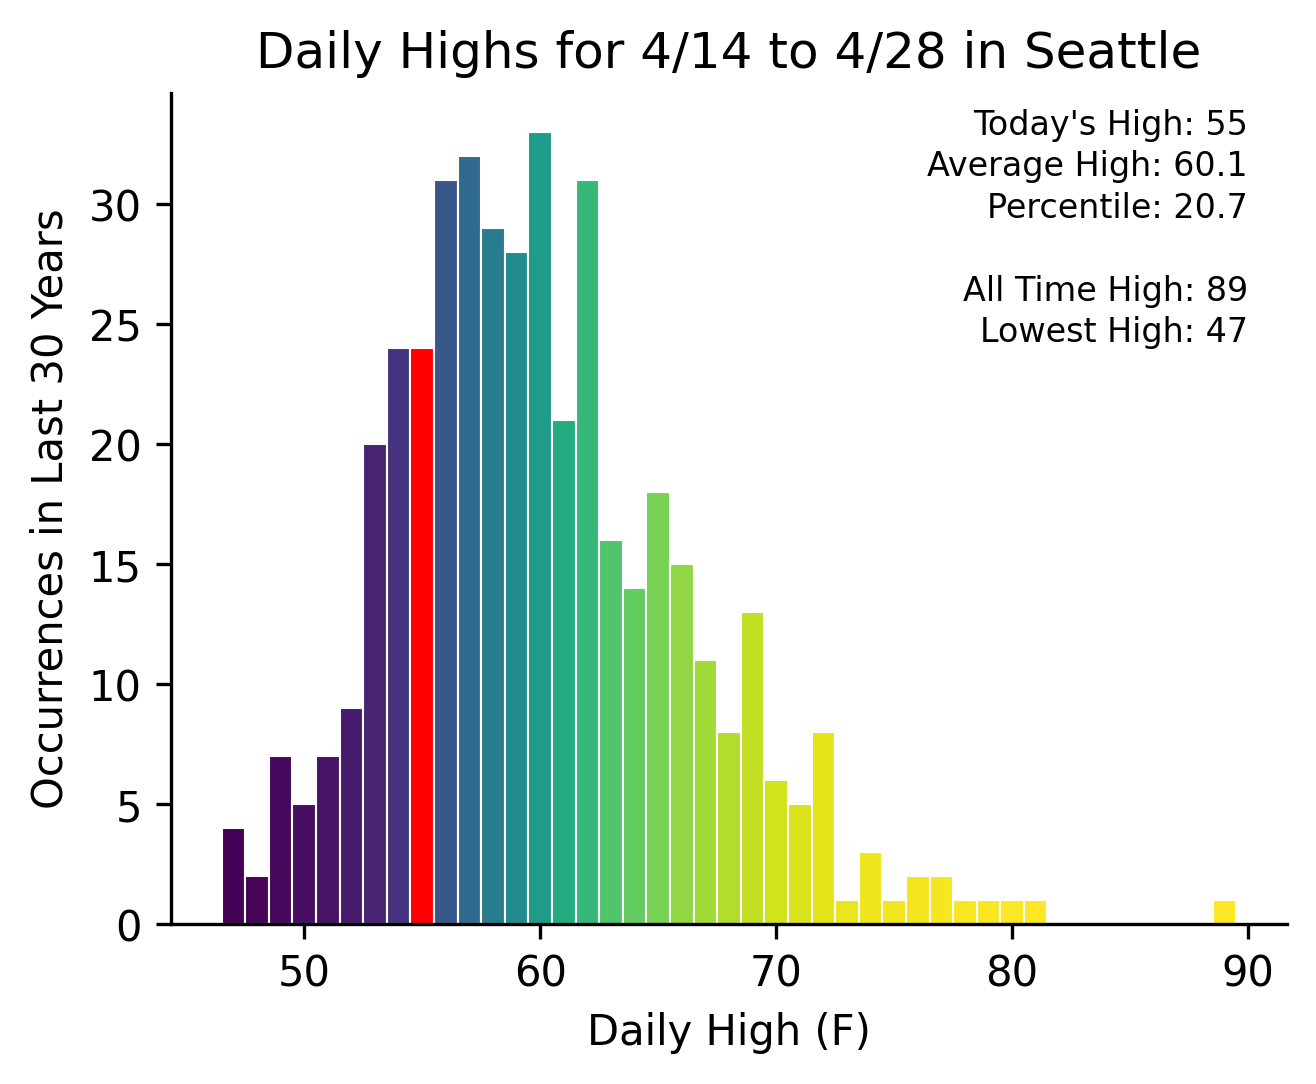 Daily Highs for 4/14 to 4/28 in Seattle
Today's High: 55
Average High: 60.1
Percentile: 20.7
All Time High: 89
Lowest High: 47
Occurrences in Last 30 Years
30
25
20
15
10
5
0
50 60 70 80 90
Daily High (F)